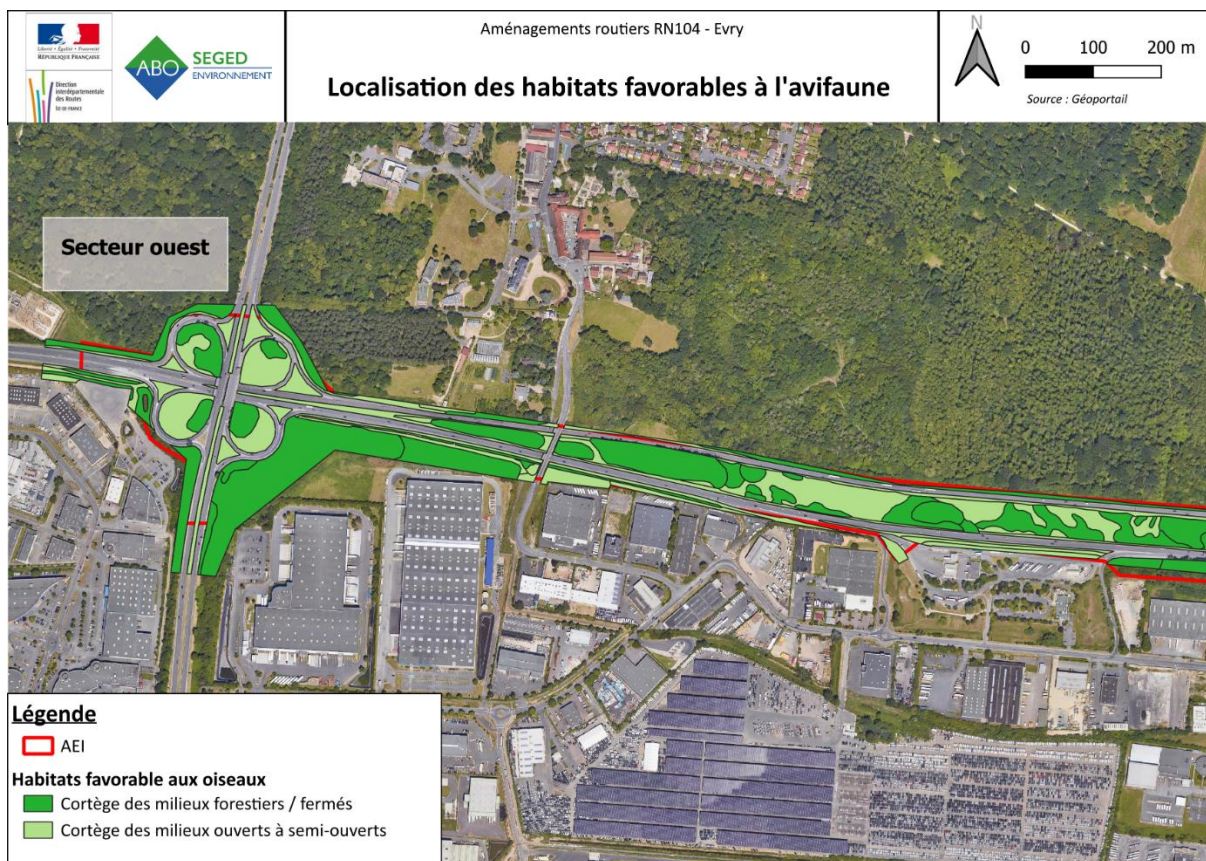 Liberté • Égalité • Fraternité
RÉPUBLIQUE FRANÇAISE
Direction
interdépartementale
des Routes
ÎLE-DE-FRANCE
ABO
SEGED
ENVIRONNEMENT
Aménagements routiers RN104 - Evry
Localisation des habitats favorables à l'avifaune
N
0 100 200 m
Source : Géoportail
Secteur ouest
Légende
AEI
Habitats favorable aux oiseaux
Cortège des milieux forestiers / fermés
Cortège des milieux ouverts à semi-ouverts